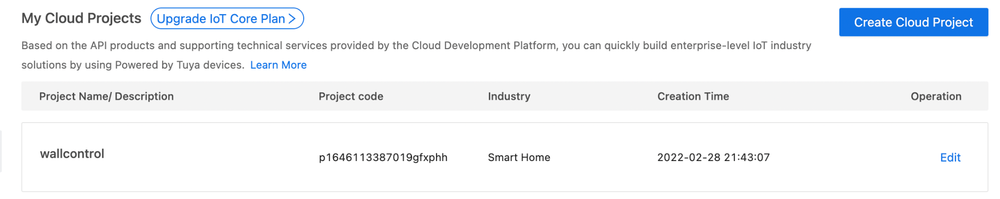 My Cloud Projects Upgrade IoT Core Plan >
Create Cloud Project
Based on the API products and supporting technical services provided by the Cloud Development Platform, you can quickly build enterprise-level IoT industry
solutions by using Powered by Tuya devices. Learn More
Project Name/ Description Project code Industry Creation Time Operation
wallcontrol p1646113387019gfxphh Smart Home 2022-02-28 21:43:07 Edit